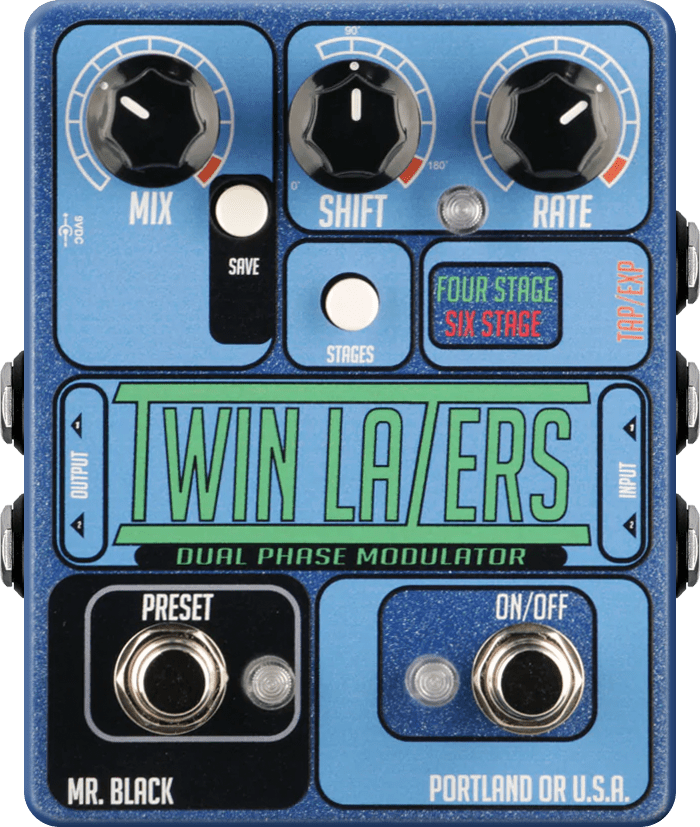 90°
180°
0°
MIX
SHIFT
RATE
9VDC
SAVE
STAGES
FOUR STAGE
SIX STAGE
TAP/EXP
1
OUTPUT
2
TWIN LAZERS
1
INPUT
2
DUAL PHASE MODULATOR
PRESET
ON/OFF
MR. BLACK
PORTLAND OR U.S.A.